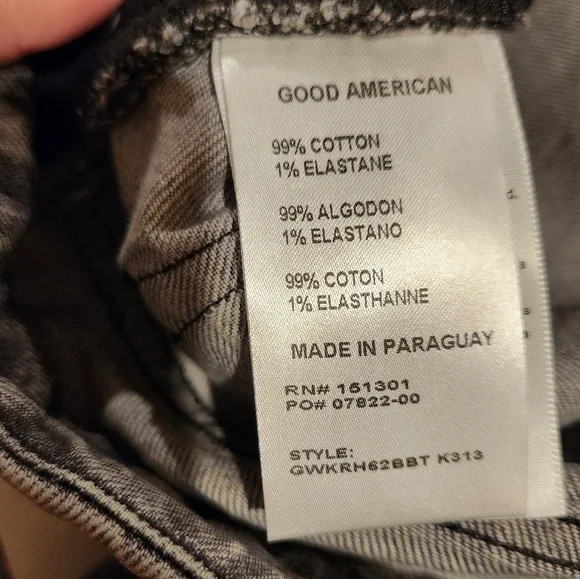 GOOD AMERICAN
99% COTTON
1% ELASTANE
99% ALGODON
1% ELASTANO
99% COTON
1% ELASTHANNE
MADE IN PARAGUAY
RN# 151301
PO# 07822-00
STYLE:
GWKRH62BBT K313